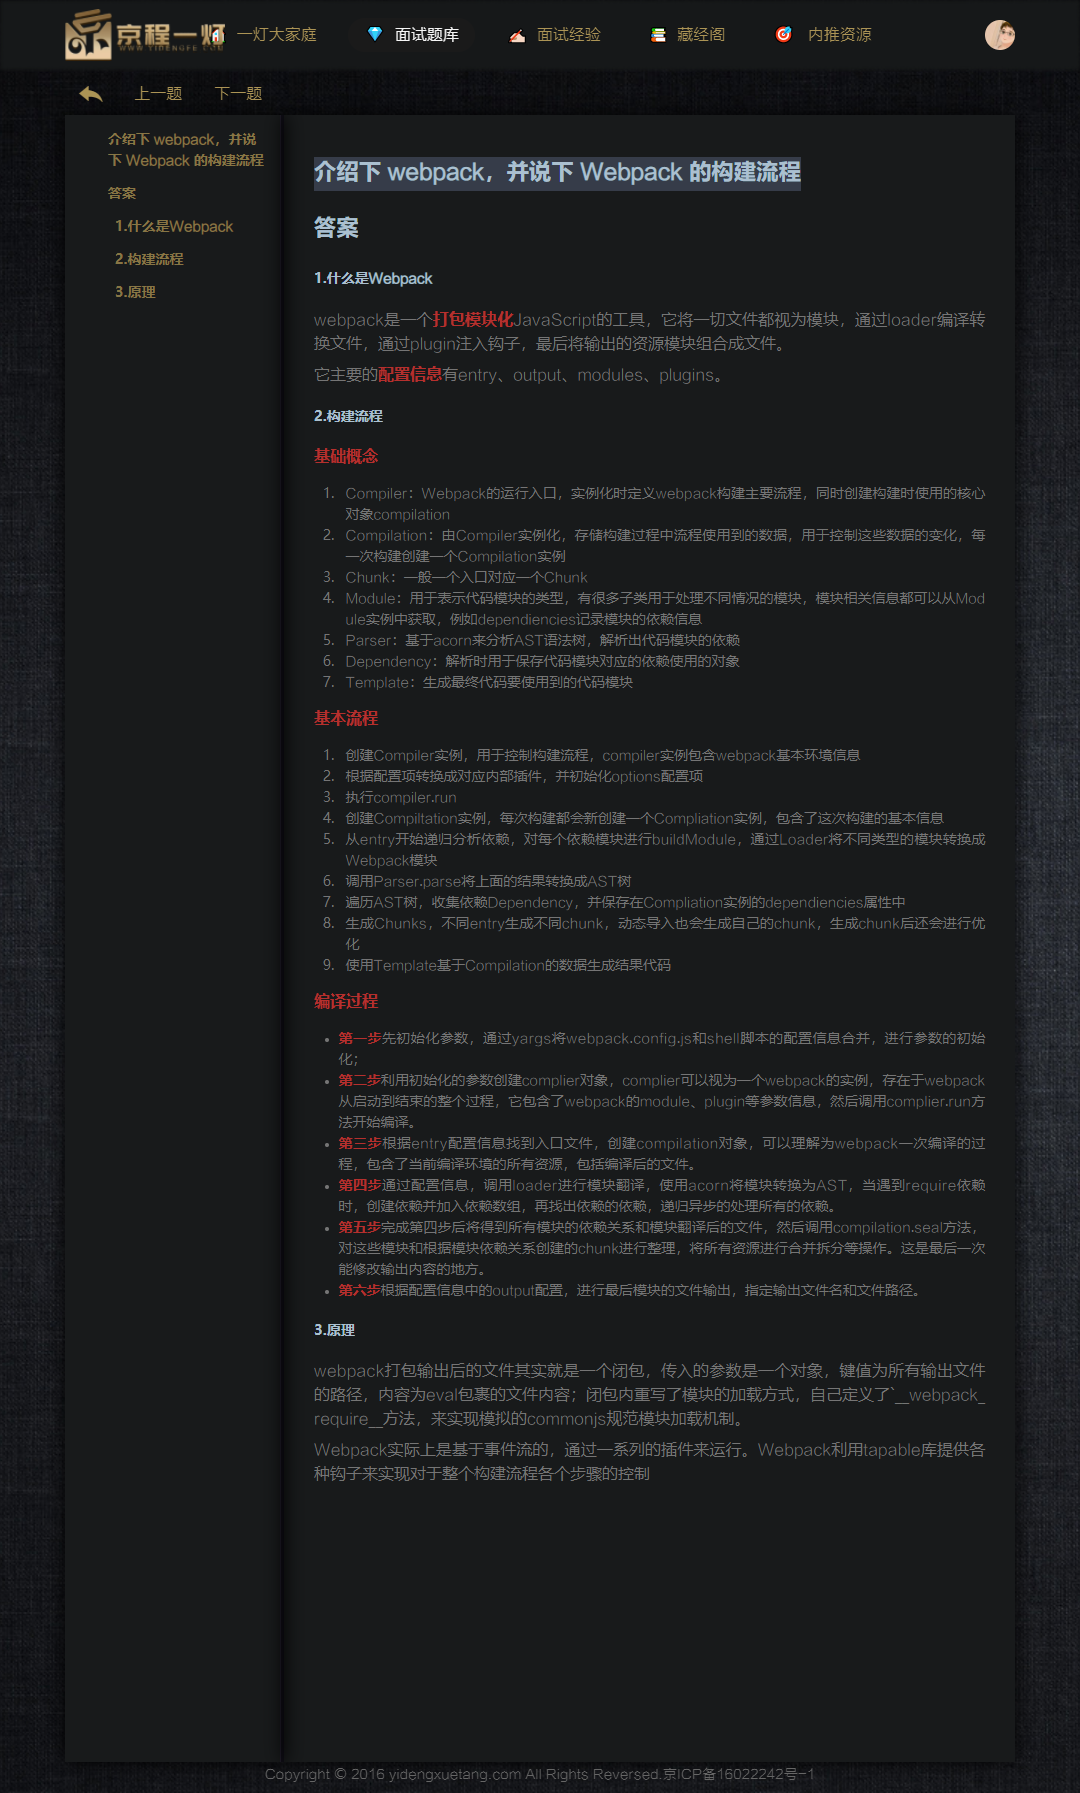 京程一灯
WWW.YIDENGFE.COM
一灯大家庭
面试题库
面试经验
藏经阁
内推资源
上一题
下一题
介绍下 webpack，并说
下 Webpack 的构建流程
答案
1.什么是Webpack
2.构建流程
3.原理
介绍下 webpack，并说下 Webpack 的构建流程
答案
1.什么是Webpack
webpack是一个打包模块化JavaScript的工具，它将一切文件都视为模块，通过loader编译转
换文件，通过plugin注入钩子，最后将输出的资源模块组合成文件。
它主要的配置信息有entry、output、modules、plugins。
2.构建流程
基础概念
1. Compiler：Webpack的运行入口，实例化时定义webpack构建主要流程，同时创建构建时使用的核心
对象compilation
2. Compilation：由Compiler实例化，存储构建过程中流程使用到的数据，用于控制这些数据的变化，每
一次构建创建一个Compilation实例
3. Chunk：一般一个入口对应一个Chunk
4. Module：用于表示代码模块的类型，有很多子类用于处理不同情况的模块，模块相关信息都可以从Mod
ule实例中获取，例如dependiencies记录模块的依赖信息
5. Parser：基于acorn来分析AST语法树，解析出代码模块的依赖
6. Dependency：解析时用于保存代码模块对应的依赖使用的对象
7. Template：生成最终代码要使用到的代码模块
基本流程
1. 创建Compiler实例，用于控制构建流程，compiler实例包含webpack基本环境信息
2. 根据配置项转换成对应内部插件，并初始化options配置项
3. 执行compiler.run
4. 创建Compiltation实例，每次构建都会新创建一个Compliation实例，包含了这次构建的基本信息
5. 从entry开始递归分析依赖，对每个依赖模块进行buildModule，通过Loader将不同类型的模块转换成
Webpack模块
6. 调用Parser.parse将上面的结果转换成AST树
7. 遍历AST树，收集依赖Dependency，并保存在Compliation实例的dependiencies属性中
8. 生成Chunks，不同entry生成不同chunk，动态导入也会生成自己的chunk，生成chunk后还会进行优
化
9. 使用Template基于Compilation的数据生成结果代码
编译过程
• 第一步先初始化参数，通过yargs将webpack.config.js和shell脚本的配置信息合并，进行参数的初始
化；
• 第二步利用初始化的参数创建complier对象，complier可以视为一个webpack的实例，存在于webpack
从启动到结束的整个过程，它包含了webpack的module、plugin等参数信息，然后调用complier.run方
法开始编译。
• 第三步根据entry配置信息找到入口文件，创建compilation对象，可以理解为webpack一次编译的过
程，包含了当前编译环境的所有资源，包括编译后的文件。
• 第四步通过配置信息，调用loader进行模块翻译，使用acorn将模块转换为AST，当遇到require依赖
时，创建依赖并加入依赖数组，再找出依赖的依赖，递归异步的处理所有的依赖。
• 第五步完成第四步后将得到所有模块的依赖关系和模块翻译后的文件，然后调用compilation.seal方法，
对这些模块和根据模块依赖关系创建的chunk进行整理，将所有资源进行合并拆分等操作。这是最后一次
能修改输出内容的地方。
• 第六步根据配置信息中的output配置，进行最后模块的文件输出，指定输出文件名和文件路径。
3.原理
webpack打包输出后的文件其实就是一个闭包，传入的参数是一个对象，键值为所有输出文件
的路径，内容为eval包裹的文件内容；闭包内重写了模块的加载方式，自己定义了`__webpack_
require__方法，来实现模拟的commonjs规范模块加载机制。
Webpack实际上是基于事件流的，通过一系列的插件来运行。Webpack利用tapable库提供各
种钩子来实现对于整个构建流程各个步骤的控制
Copyright © 2016 yidengxuetang.com All Rights Reversed.京ICP备16022242号-1